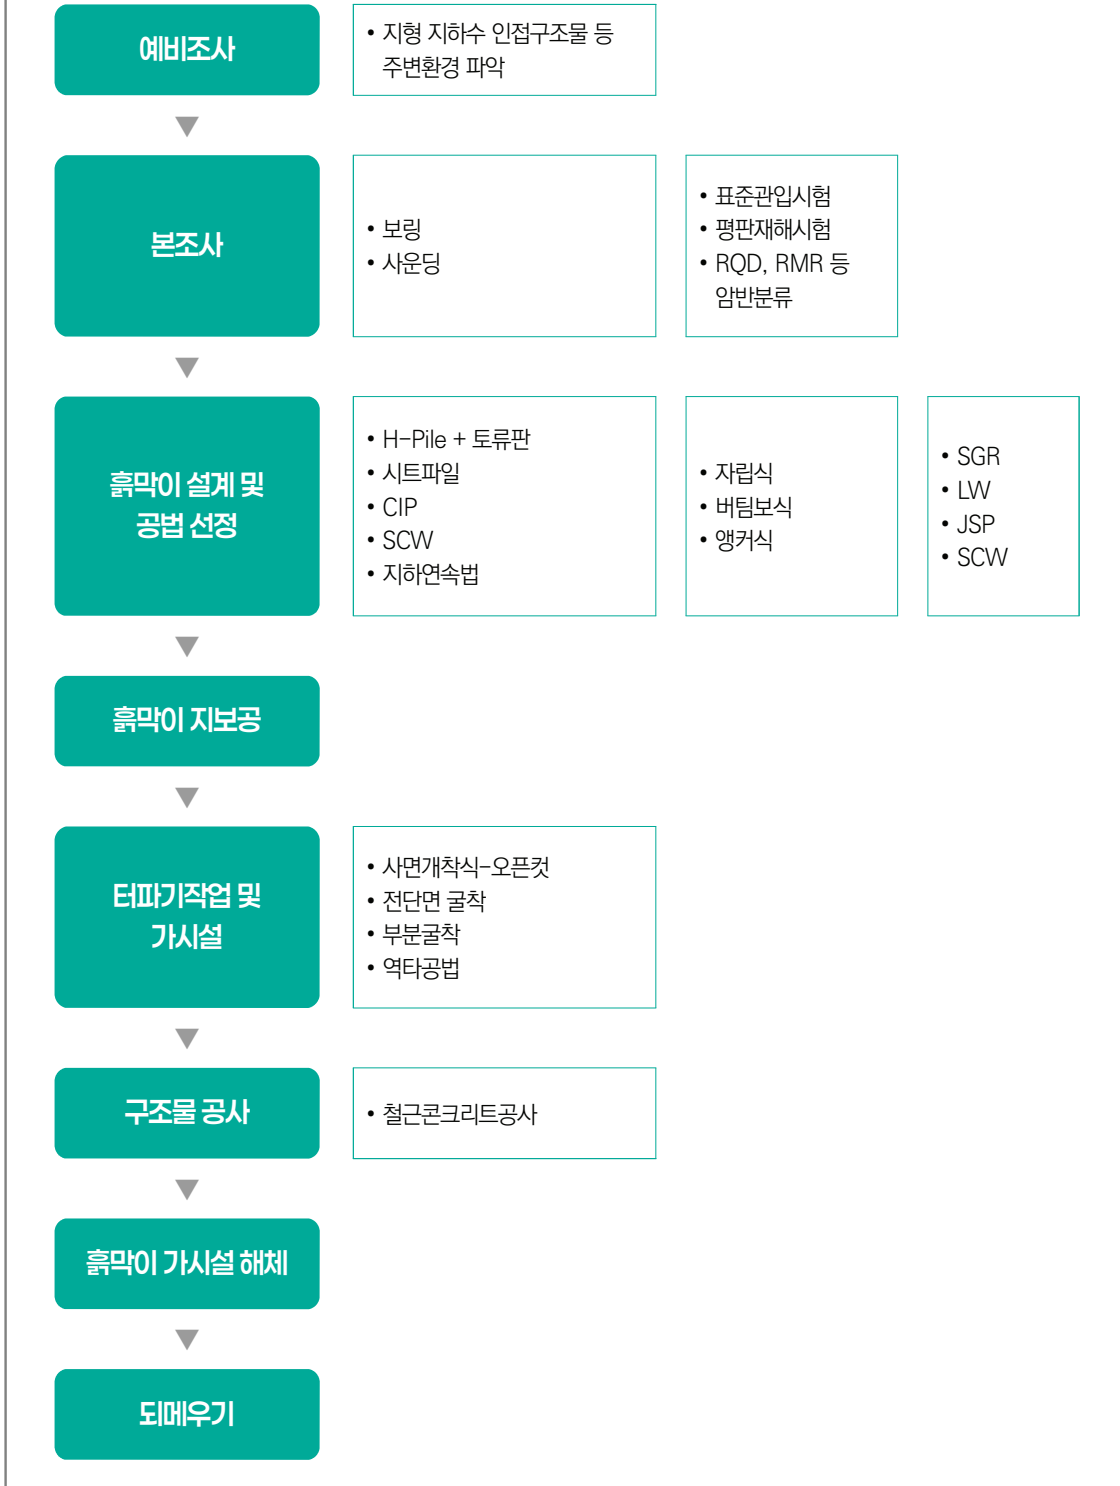 예비조사
• 지형 지하수 인접구조물 등
주변환경 파악
본조사
• 보링
• 사운딩
• 표준관입시험
• 평판재해시험
• RQD, RMR 등
암반분류
흙막이 설계 및
공법 선정
• H-Pile + 토류판
• 시트파일
• CIP
• SCW
• 지하연속법
• 자립식
• 버팀보식
• 앵커식
• SGR
• LW
• JSP
• SCW
흙막이 지보공
터파기작업 및
가시설
• 사면개착식-오픈컷
• 전단면 굴착
• 부분굴착
• 역타공법
구조물 공사
• 철근콘크리트공사
흙막이 가시설 해체
되메우기